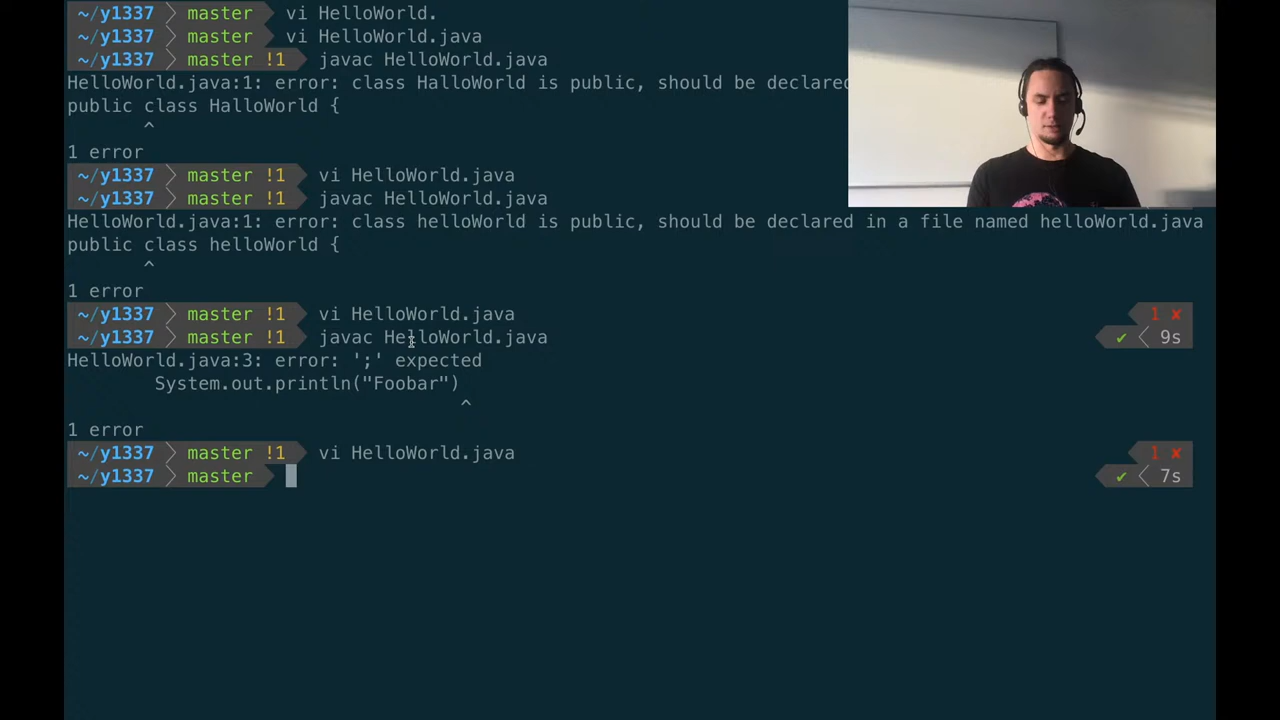 ~/y1337 master vi HelloWorld.
~/y1337 master vi HelloWorld.java
~/y1337 master !1 javac HelloWorld.java
HelloWorld.java:1: error: class HalloWorld is public, should be declared
public class HalloWorld {
^
1 error
~/y1337 master !1 vi HelloWorld.java
~/y1337 master !1 javac HelloWorld.java
HelloWorld.java:1: error: class helloWorld is public, should be declared in a file named helloWorld.java
public class helloWorld {
^
1 error
~/y1337 master !1 vi HelloWorld.java 1 ✘
~/y1337 master !1 javac HelloWorld.java ✔ 9s
HelloWorld.java:3: error: ';' expected
System.out.println("Foobar")
^
1 error
~/y1337 master !1 vi HelloWorld.java 1 ✘
~/y1337 master ✔ 7s